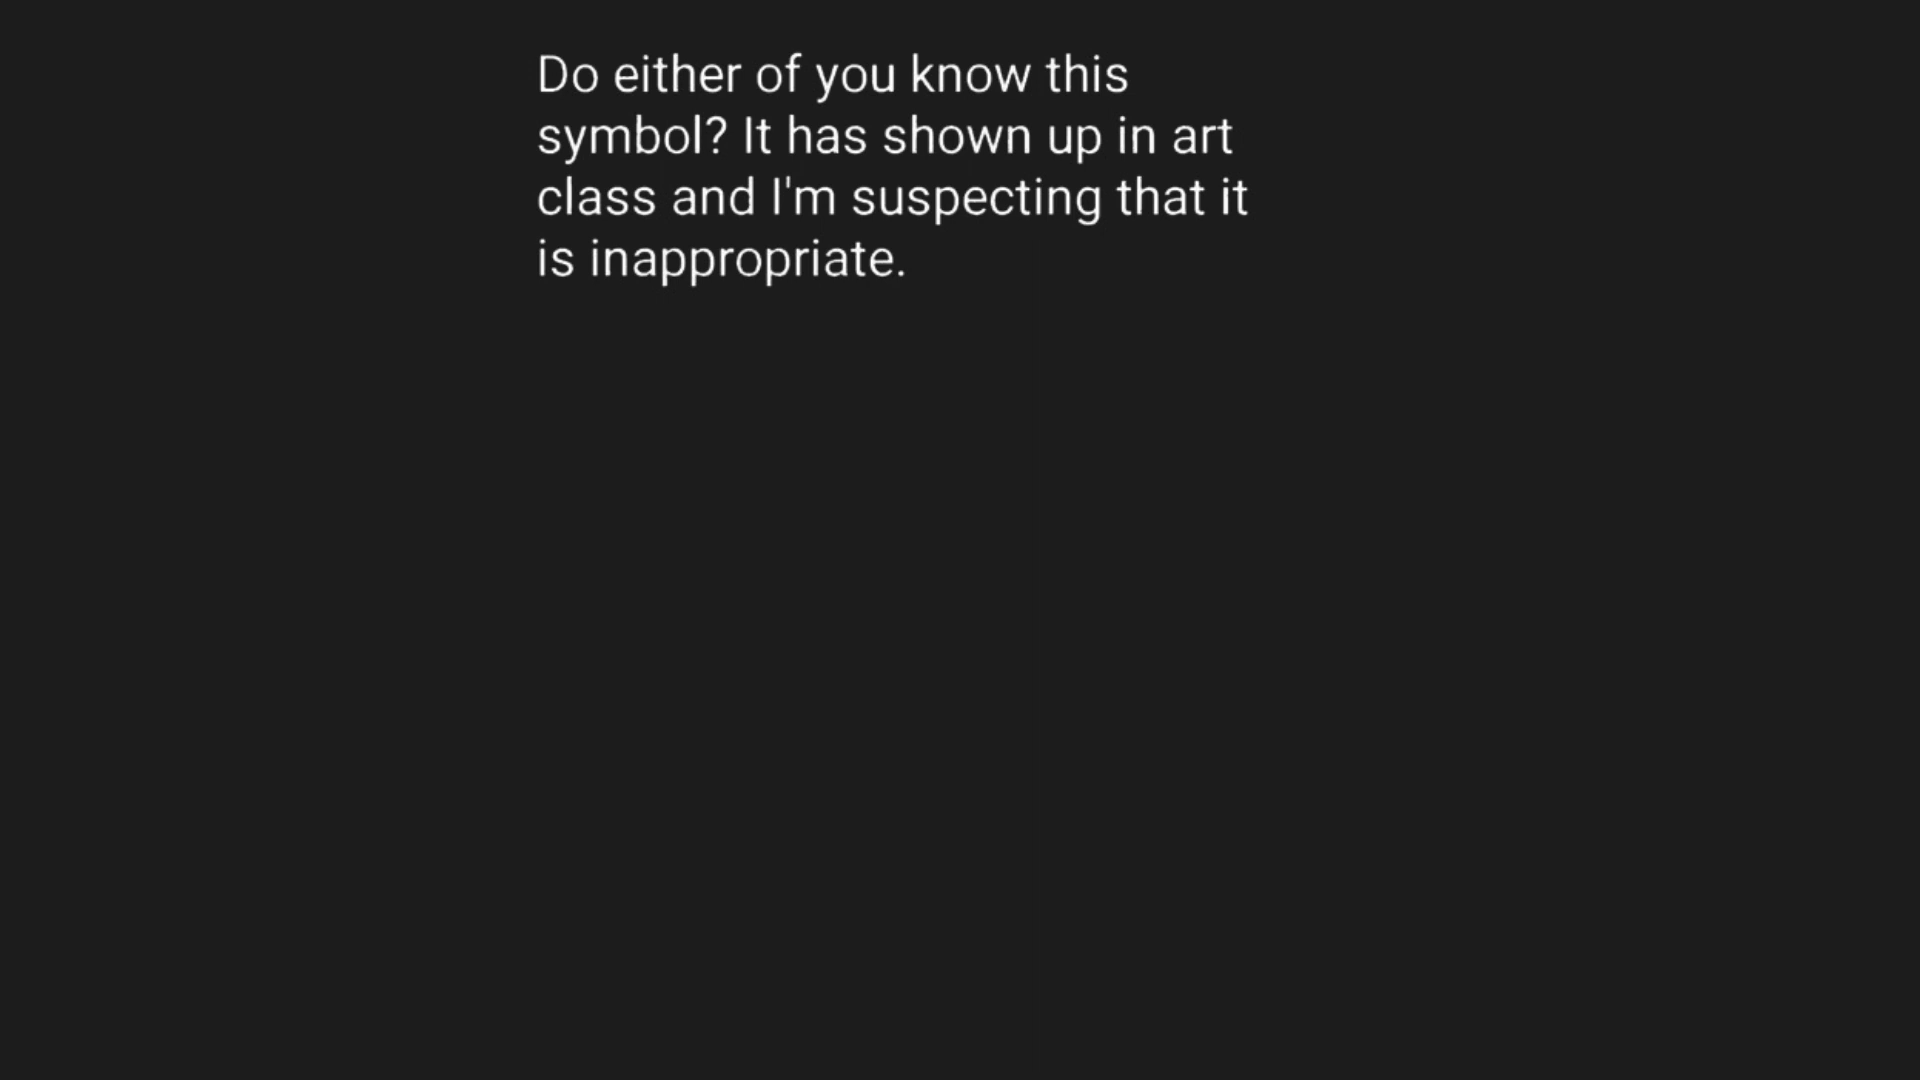 Do either of you know this
symbol? It has shown up in art
class and I'm suspecting that it
is inappropriate.